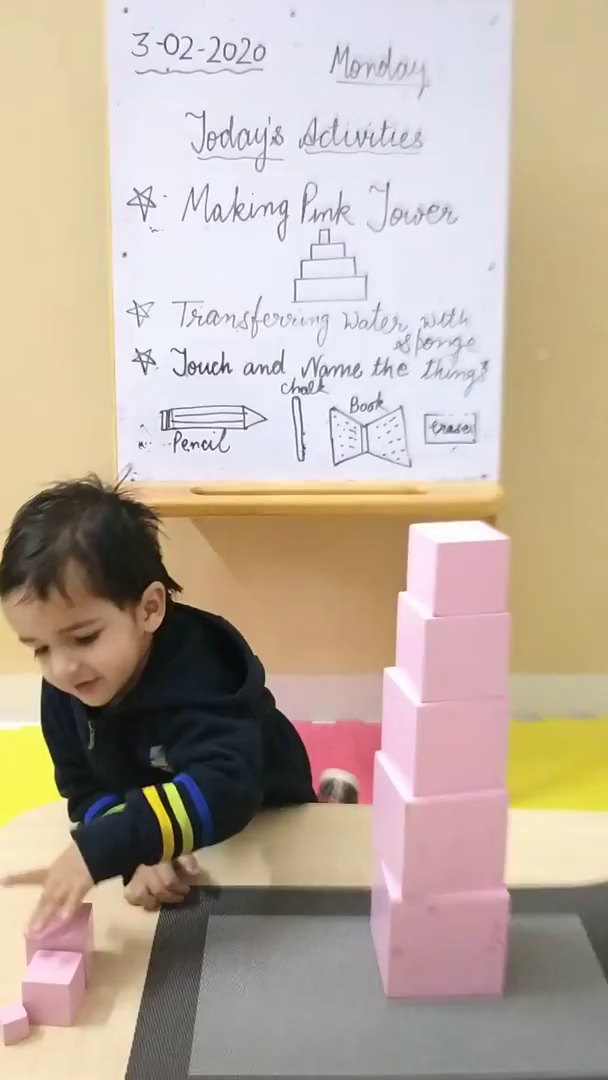 3-02-2020 Monday
Today's Activities
Making Pink Tower
Transferring Water with
sponge
Touch and Name the things
Chalk
Book
Pencil
Eraser